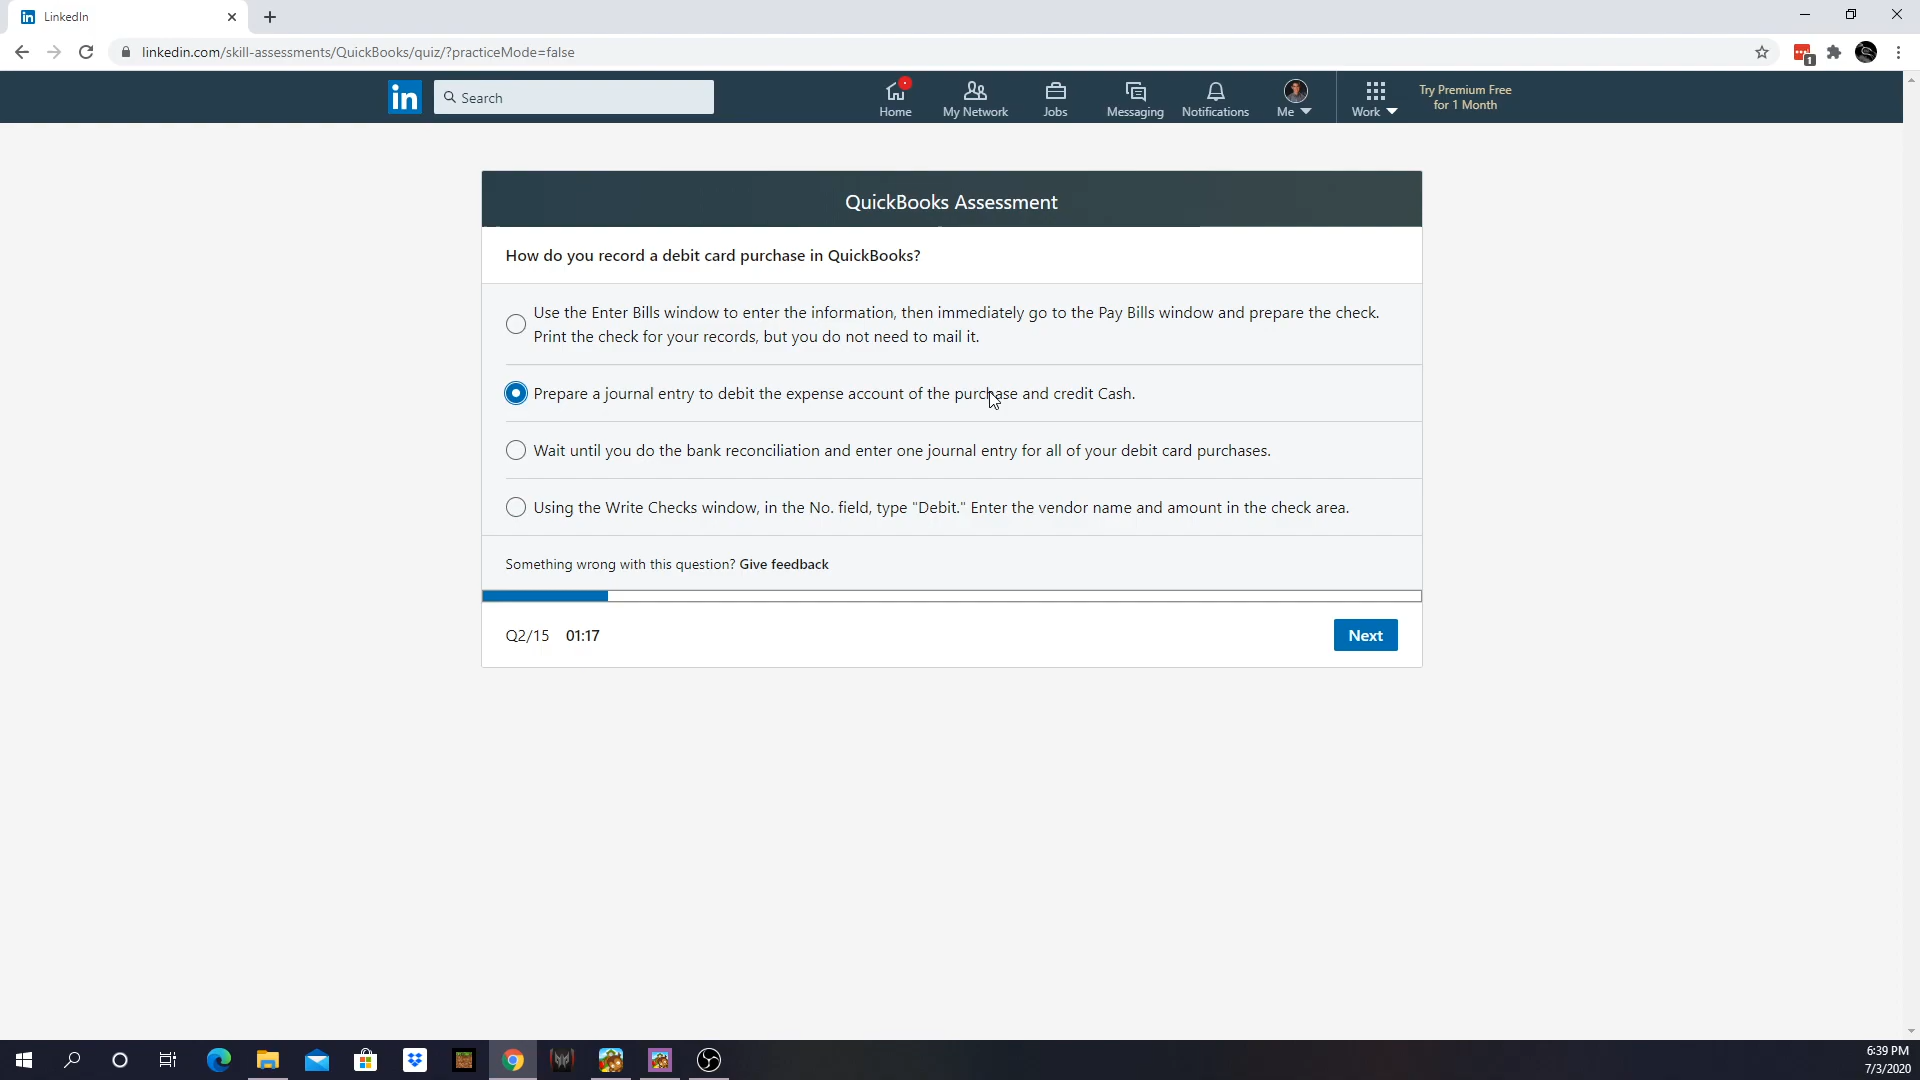 LinkedIn
linkedin.com/skill-assessments/QuickBooks/quiz/?practiceMode=false
1
in
Search
Home
My Network
Jobs
Messaging
Notifications
Me
Work
Try Premium Free
for 1 Month
QuickBooks Assessment
How do you record a debit card purchase in QuickBooks?
Use the Enter Bills window to enter the information, then immediately go to the Pay Bills window and prepare the check.
Print the check for your records, but you do not need to mail it.
Prepare a journal entry to debit the expense account of the purchase and credit Cash.
Wait until you do the bank reconciliation and enter one journal entry for all of your debit card purchases.
Using the Write Checks window, in the No. field, type "Debit." Enter the vendor name and amount in the check area.
Something wrong with this question? Give feedback
Q2/15 01:17
Next
6:39 PM
7/3/2020